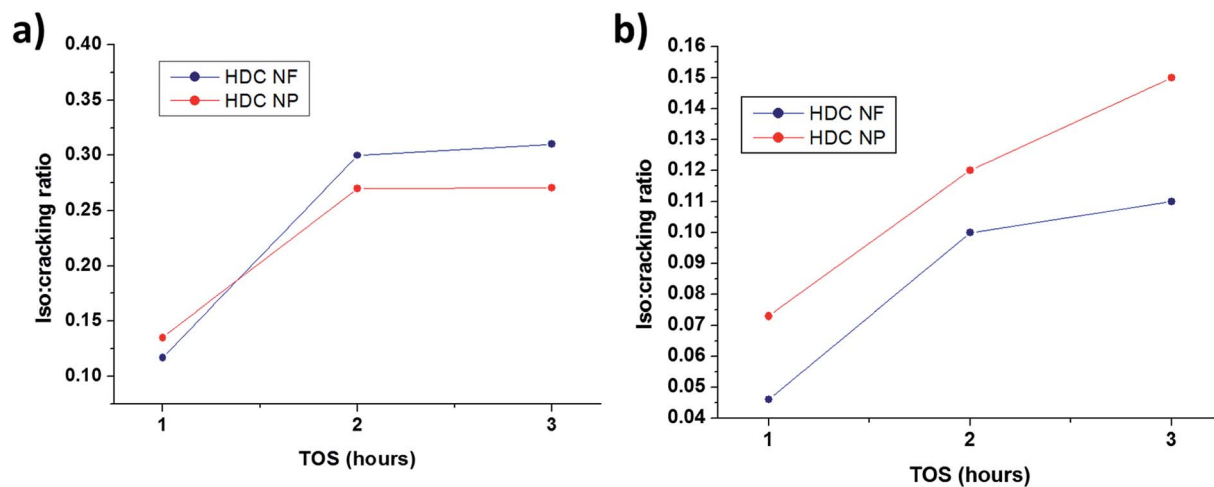 a)
0.40
0.35
0.30
0.25
0.20
0.15
0.10
Iso:cracking ratio
HDC NF
HDC NP
1 2 3
TOS (hours)
b)
0.16
0.15
0.14
0.13
0.12
0.11
0.10
0.09
0.08
0.07
0.06
0.05
0.04
Iso:cracking ratio
HDC NF
HDC NP
1 2 3
TOS (hours)